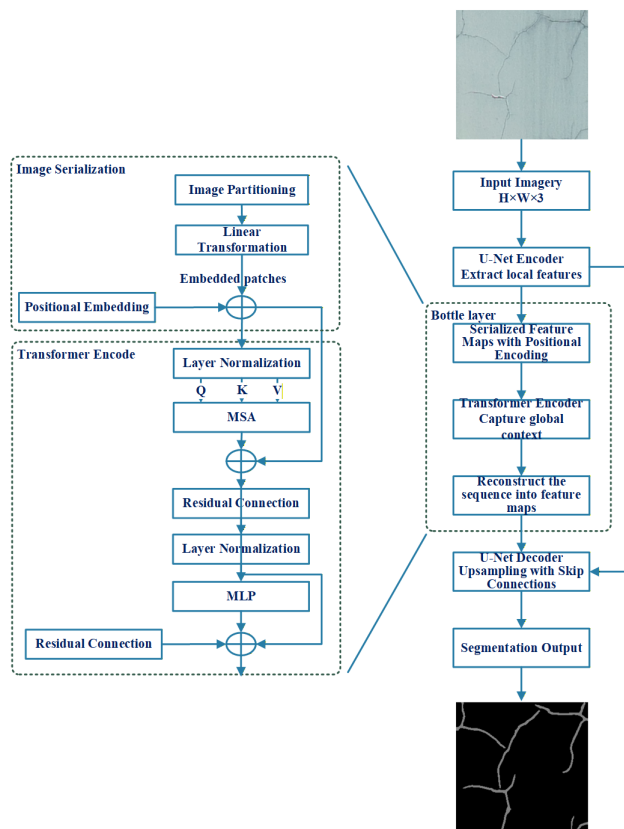 Image Serialization
Image Partitioning
Linear
Transformation
Embedded patches
Positional Embedding
Transformer Encode
Layer Normalization
Q K V
MSA
Residual Connection
Layer Normalization
MLP
Residual Connection
Input Imagery
H×W×3
U-Net Encoder
Extract local features
Bottle layer
Serialized Feature
Maps with Positional
Encoding
Transformer Encoder
Capture global
context
Reconstruct the
sequence into feature
maps
U-Net Decoder
Upsampling with Skip
Connections
Segmentation Output